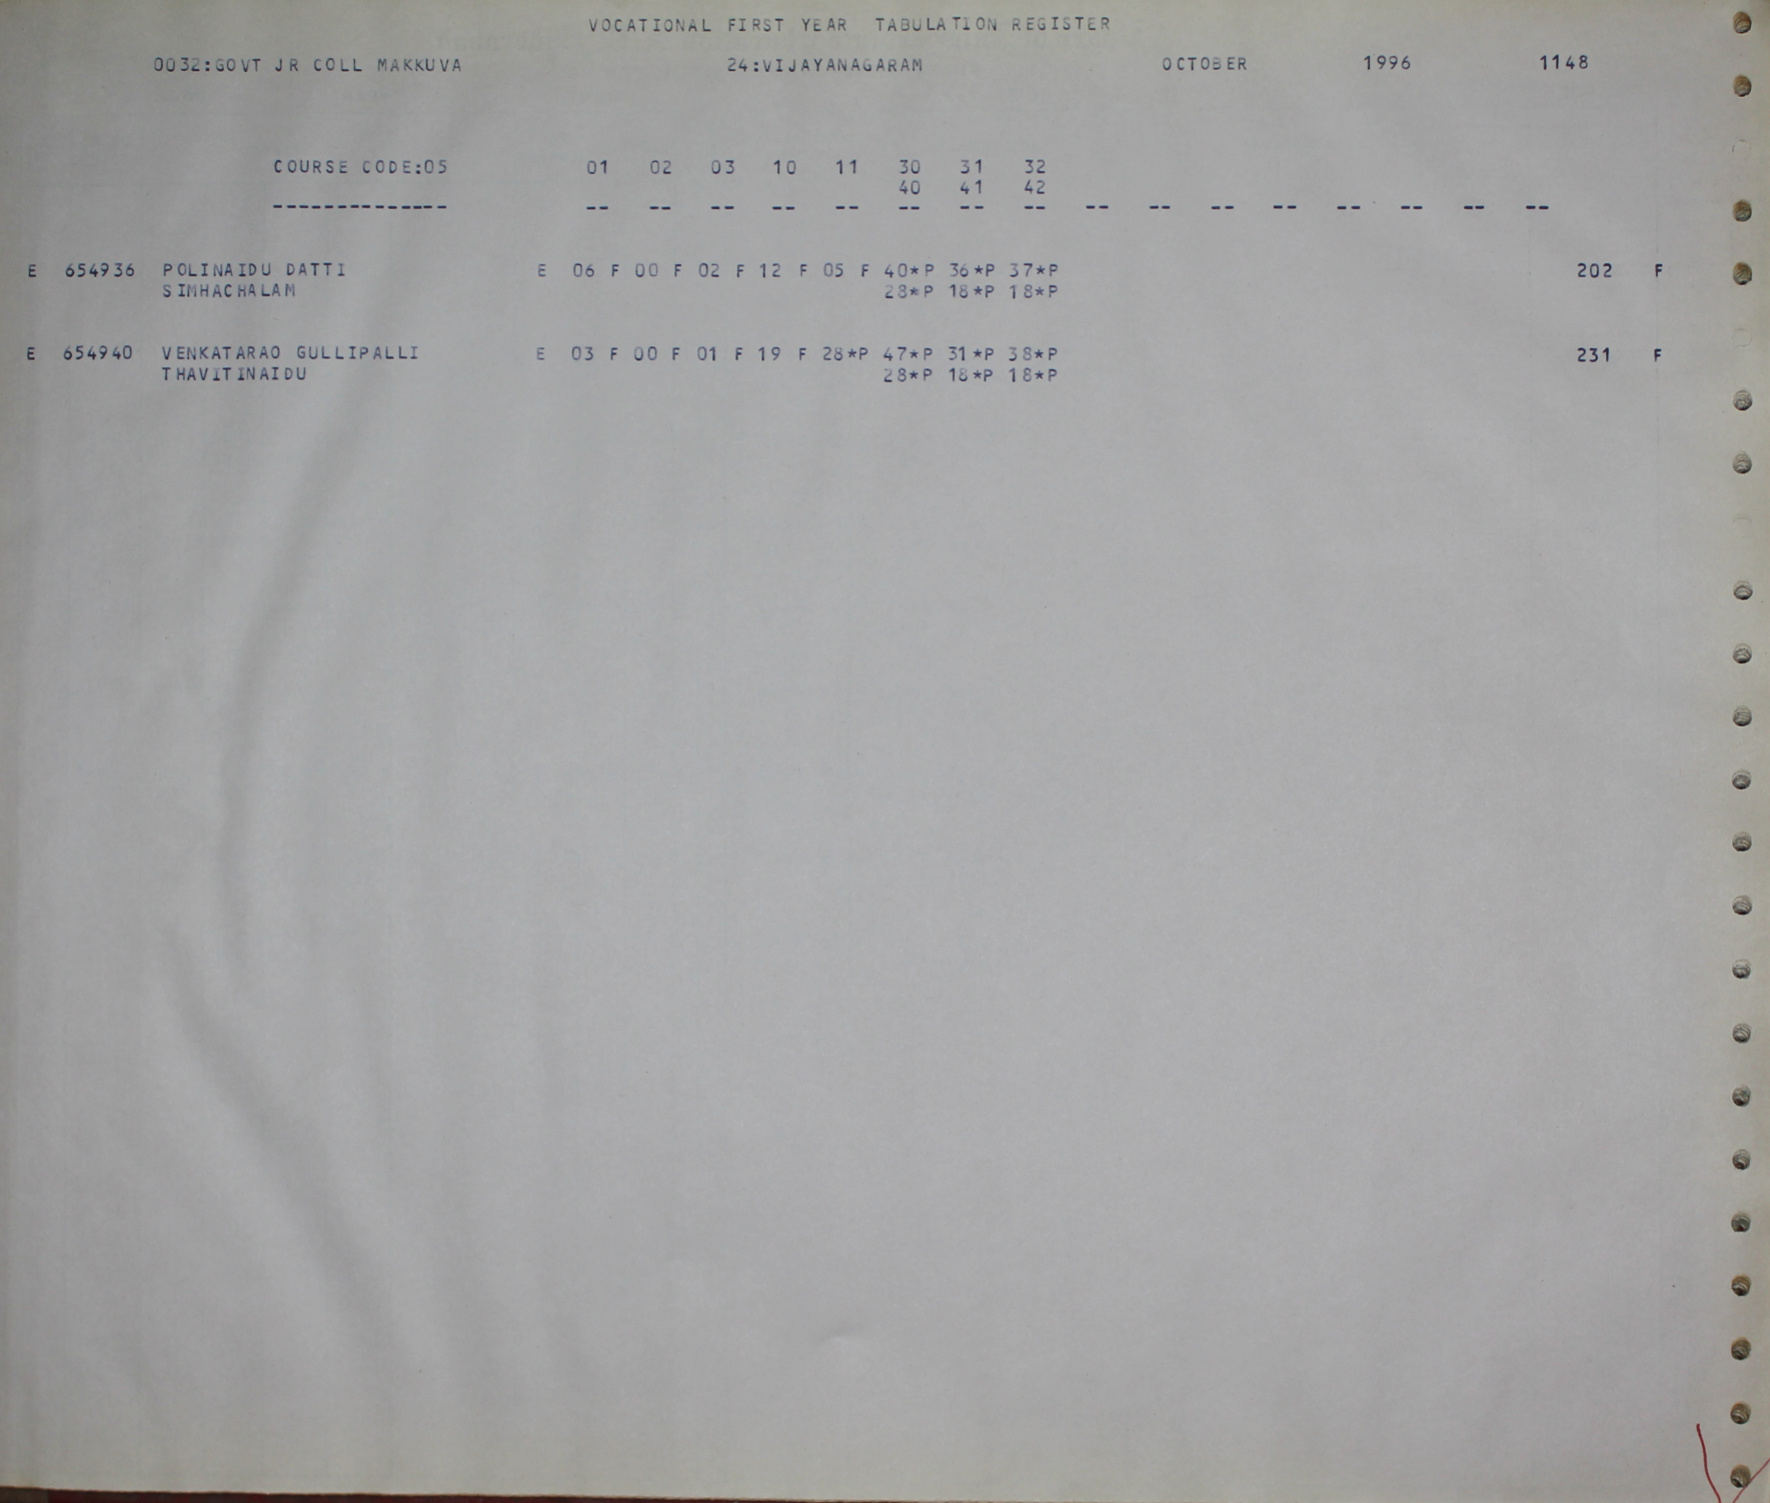 VOCATIONAL FIRST YEAR TABULATION REGISTER
0032:GOVT JR COLL MAKKUVA 24:VIJAYANAGARAM OCTOBER 1996 1148
COURSE CODE:05 01 02 03 10 11 30 31 32
40 41 42
-------------- -- -- -- -- -- -- -- -- -- -- -- -- -- -- -- --
E 654936 POLINAIDU DATTI E 06 F 00 F 02 F 12 F 05 F 40*P 36*P 37*P 202 F
SIMHACHALAM 28*P 18*P 18*P
E 654940 VENKATARAO GULLIPALLI E 03 F 00 F 01 F 19 F 28*P 47*P 31*P 38*P 231 F
THAVITINAIDU 28*P 18*P 18*P